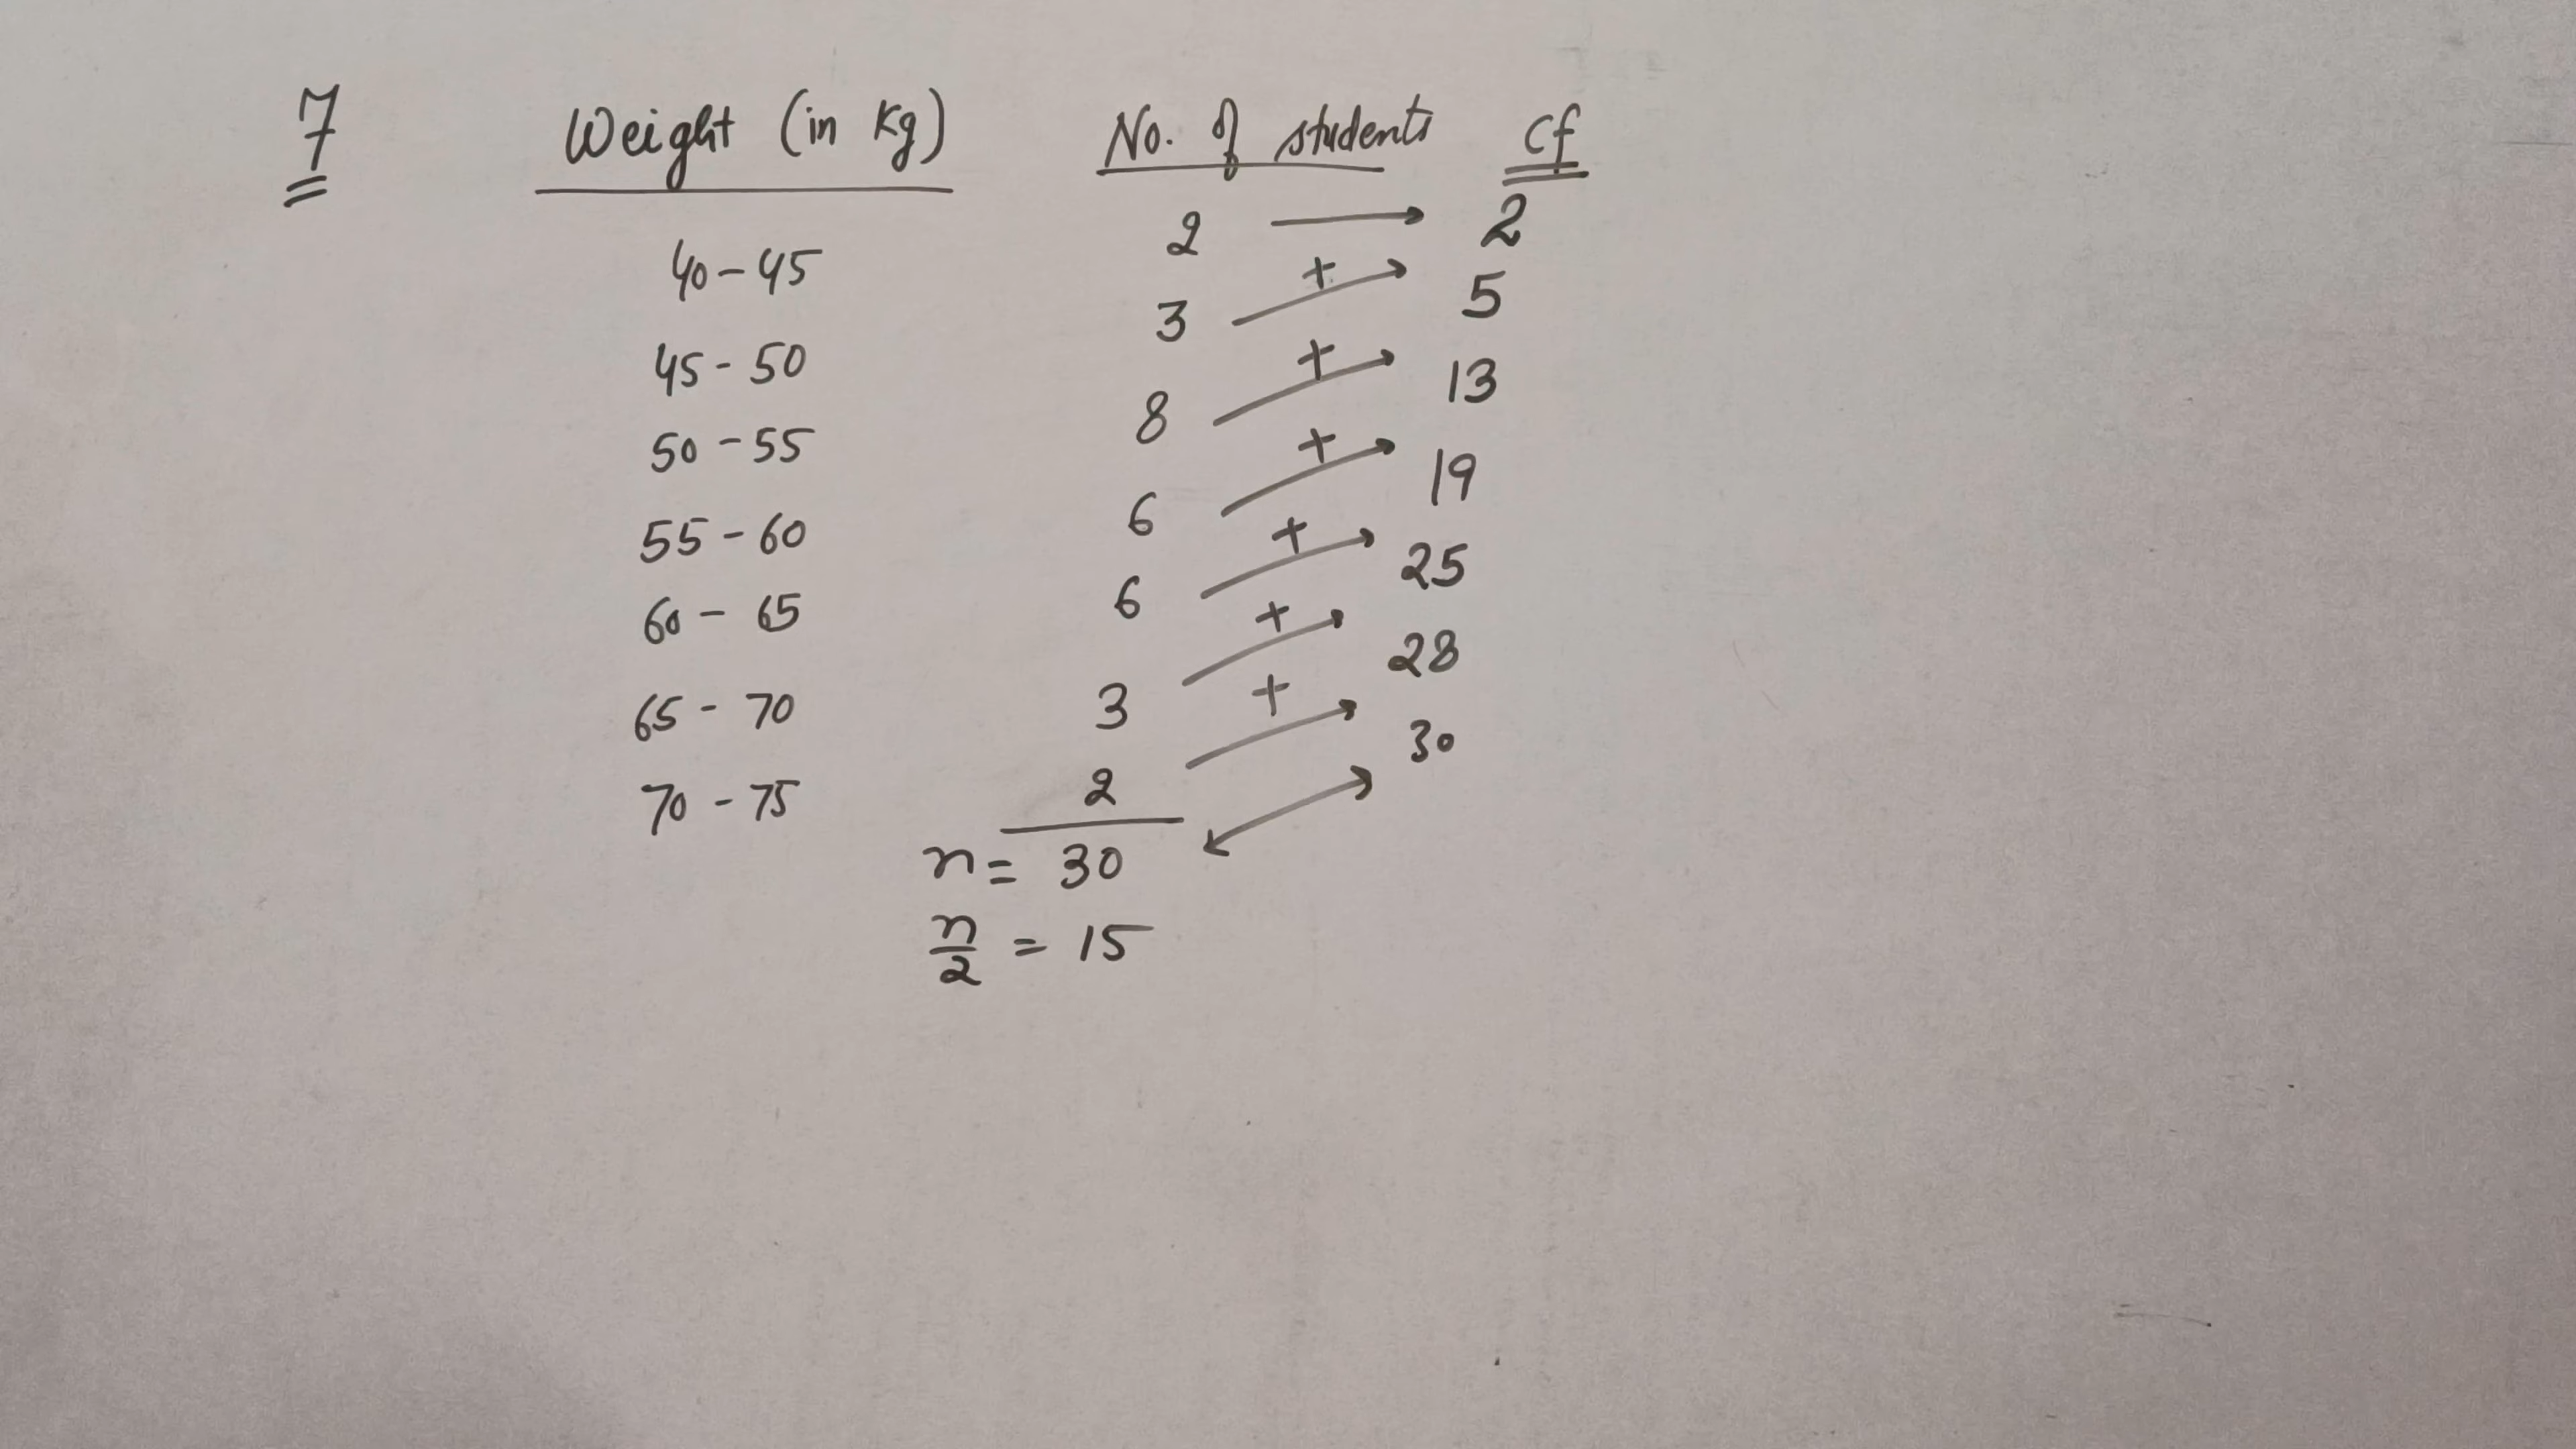 7 Weight (in Kg) No. of students cf
40-45 2 → 2
45-50 3 + → 5
50-55 8 + → 13
55-60 6 + → 19
60-65 6 + → 25
65-70 3 + → 28
70-75 2 + → 30
n = 30
n/2 = 15